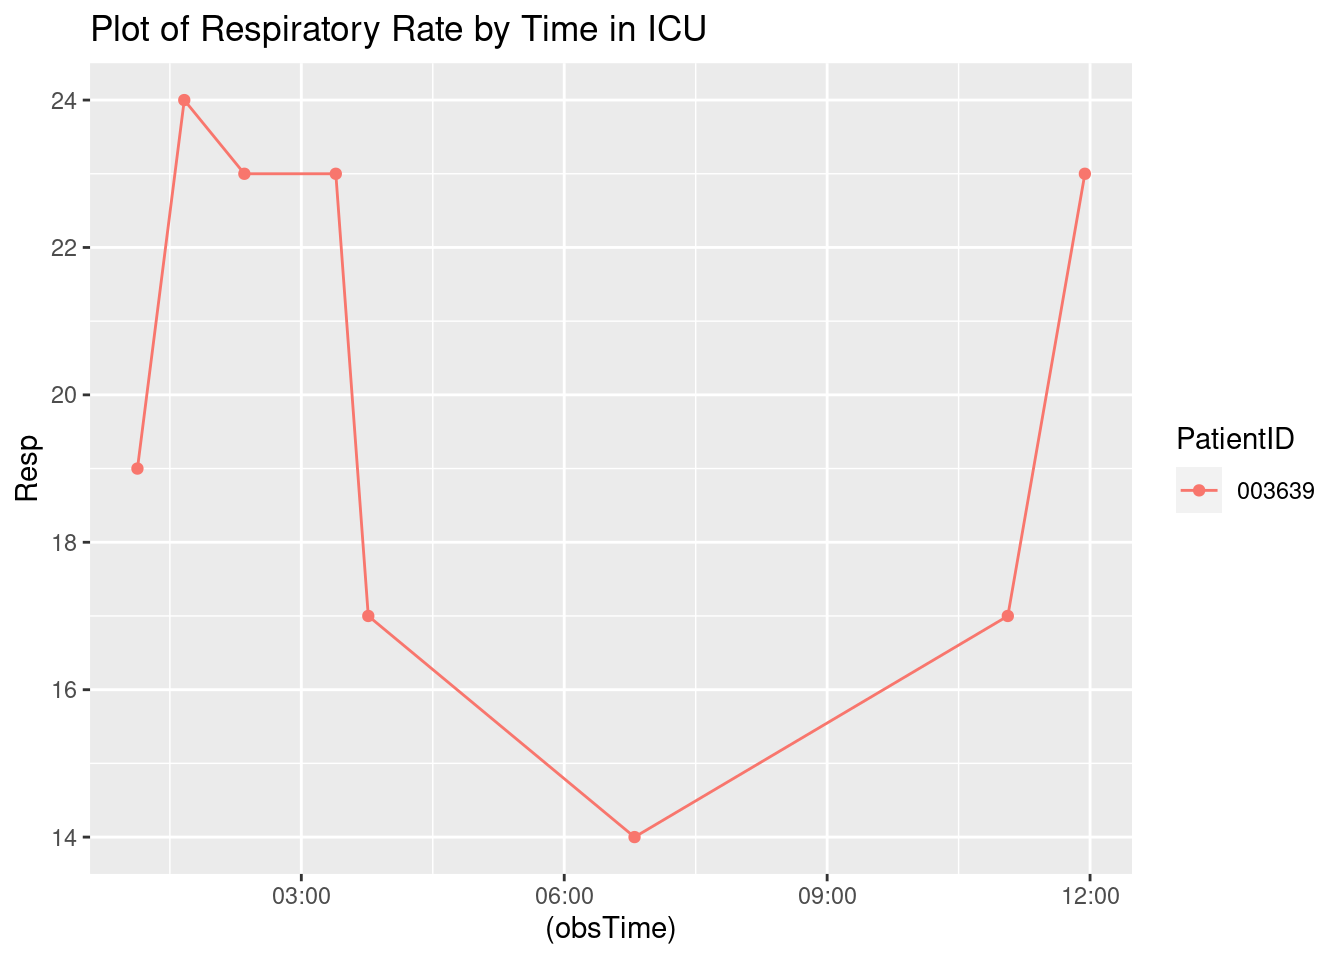 Plot of Respiratory Rate by Time in ICU
24
22
20
18
16
14
Resp
03:00 06:00 09:00 12:00
(obsTime)
PatientID
003639